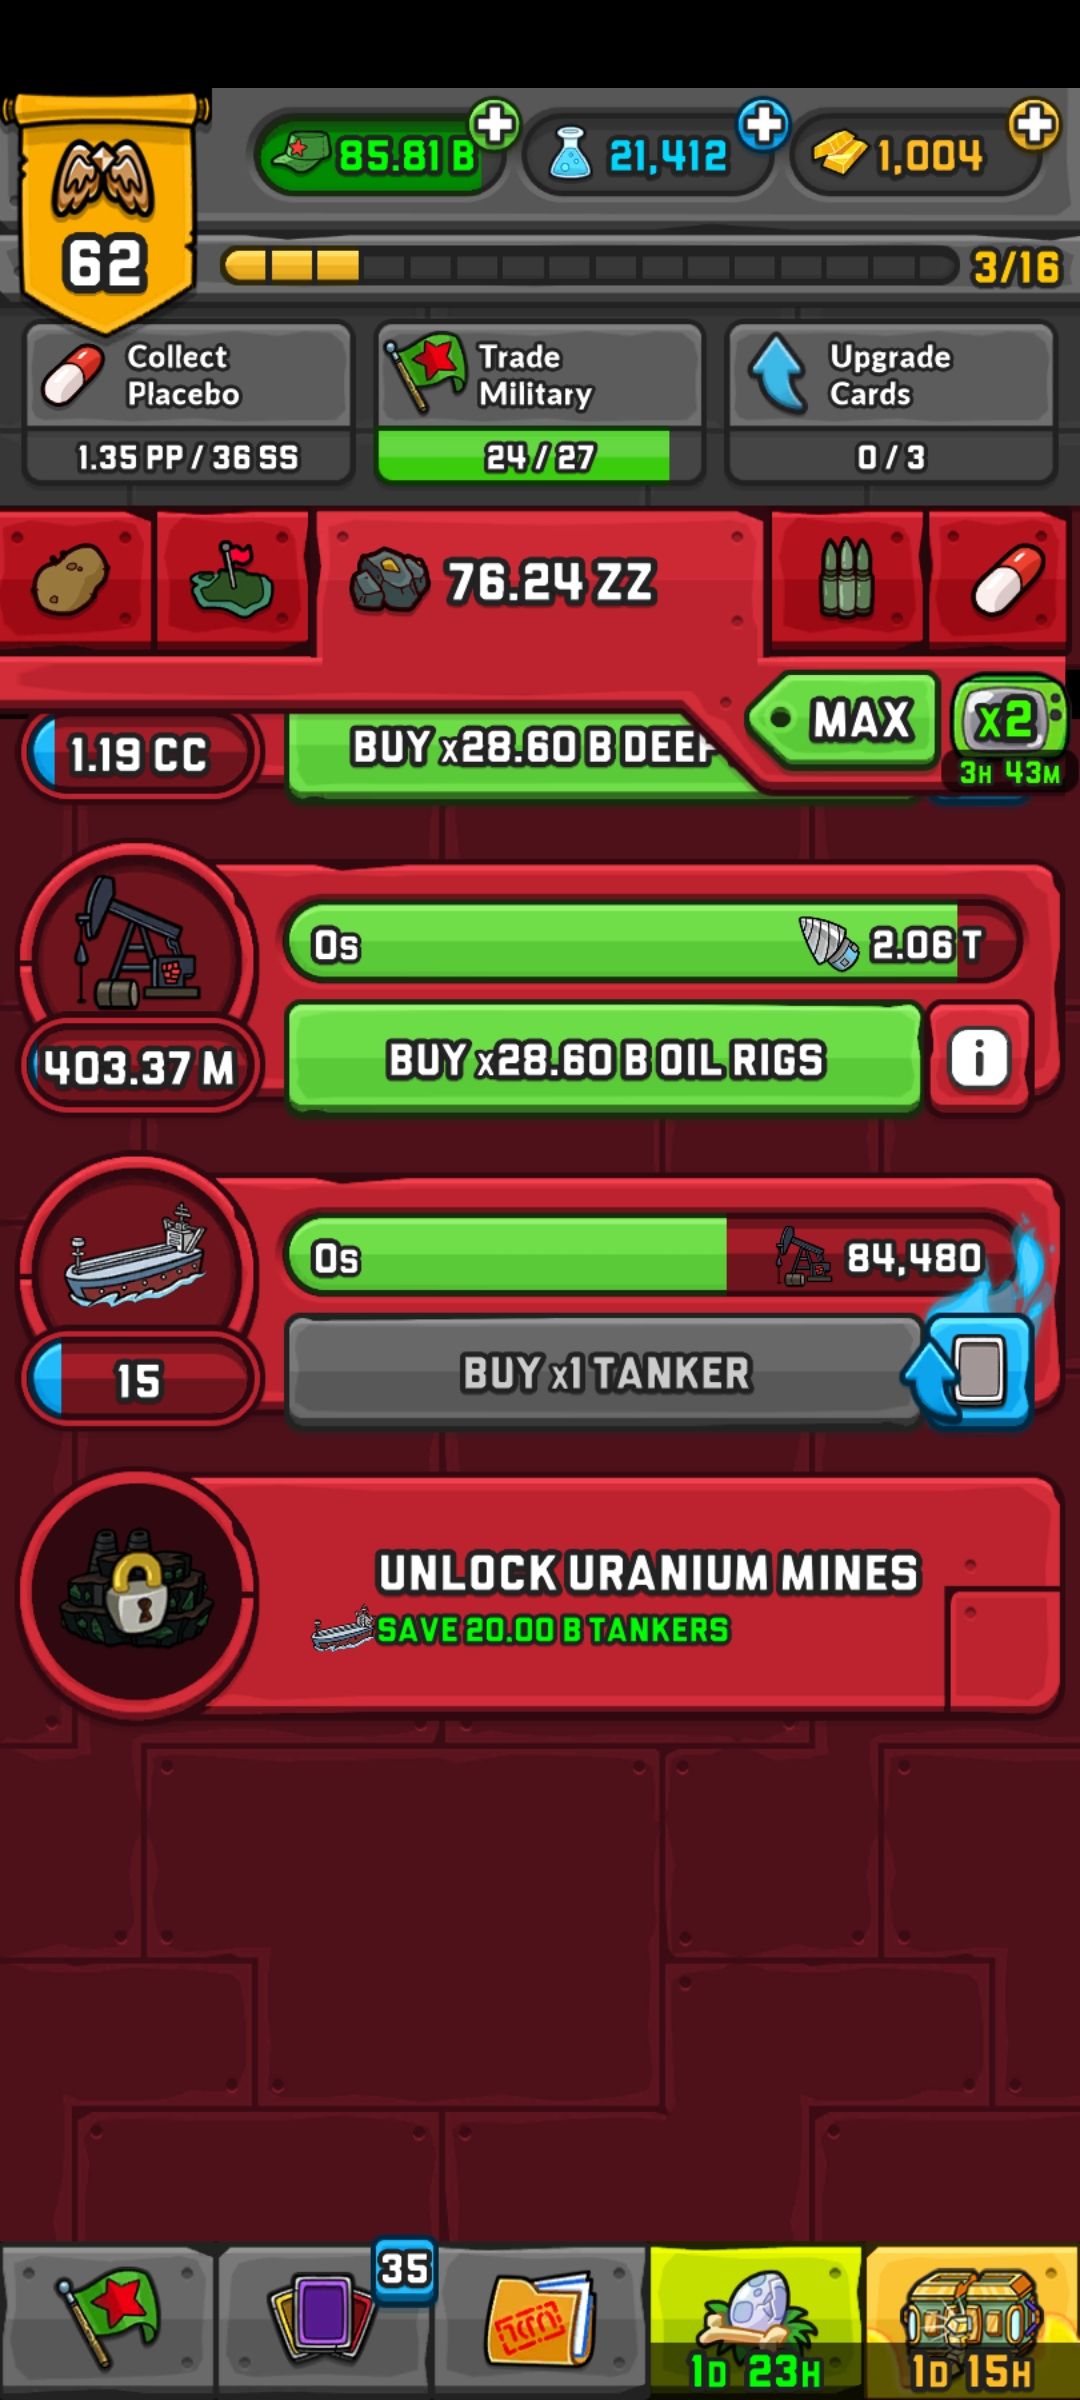 85.81 B
21,412
1,004
62
3/16
Collect
Placebo
Trade
Military
Upgrade
Cards
1.35 PP / 36 SS
24 / 27
0 / 3
76.24 ZZ
MAX
x2
3H 43M
1.19 CC
BUY x28.60 B DEEP
0s
2.06 T
403.37 M
BUY x28.60 B OIL RIGS
i
0s
84,480
15
BUY x1 TANKER
UNLOCK URANIUM MINES
SAVE 20.00 B TANKERS
35
1D 23H
1D 15H